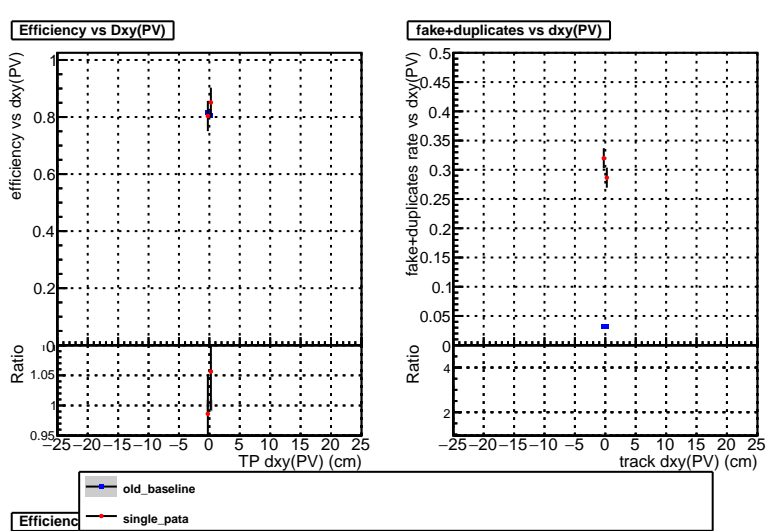 Efficiency vs Dxy(PV)
efficiency vs dxy(PV)
1
0.8
0.6
0.4
0.2
0
Ratio
1.05
1
0.95
−25 −20 −15 −10 −5 0 5 10 15 20 25
TP dxy(PV) (cm)
fake+duplicates vs dxy(PV)
fake+duplicates rate vs dxy(PV)
0.5
0.45
0.4
0.35
0.3
0.25
0.2
0.15
0.1
0.05
0
Ratio
4
2
−25 −20 −15 −10 −5 0 5 10 15 20 25
track dxy(PV) (cm)
old_baseline
single_pata
Efficienc